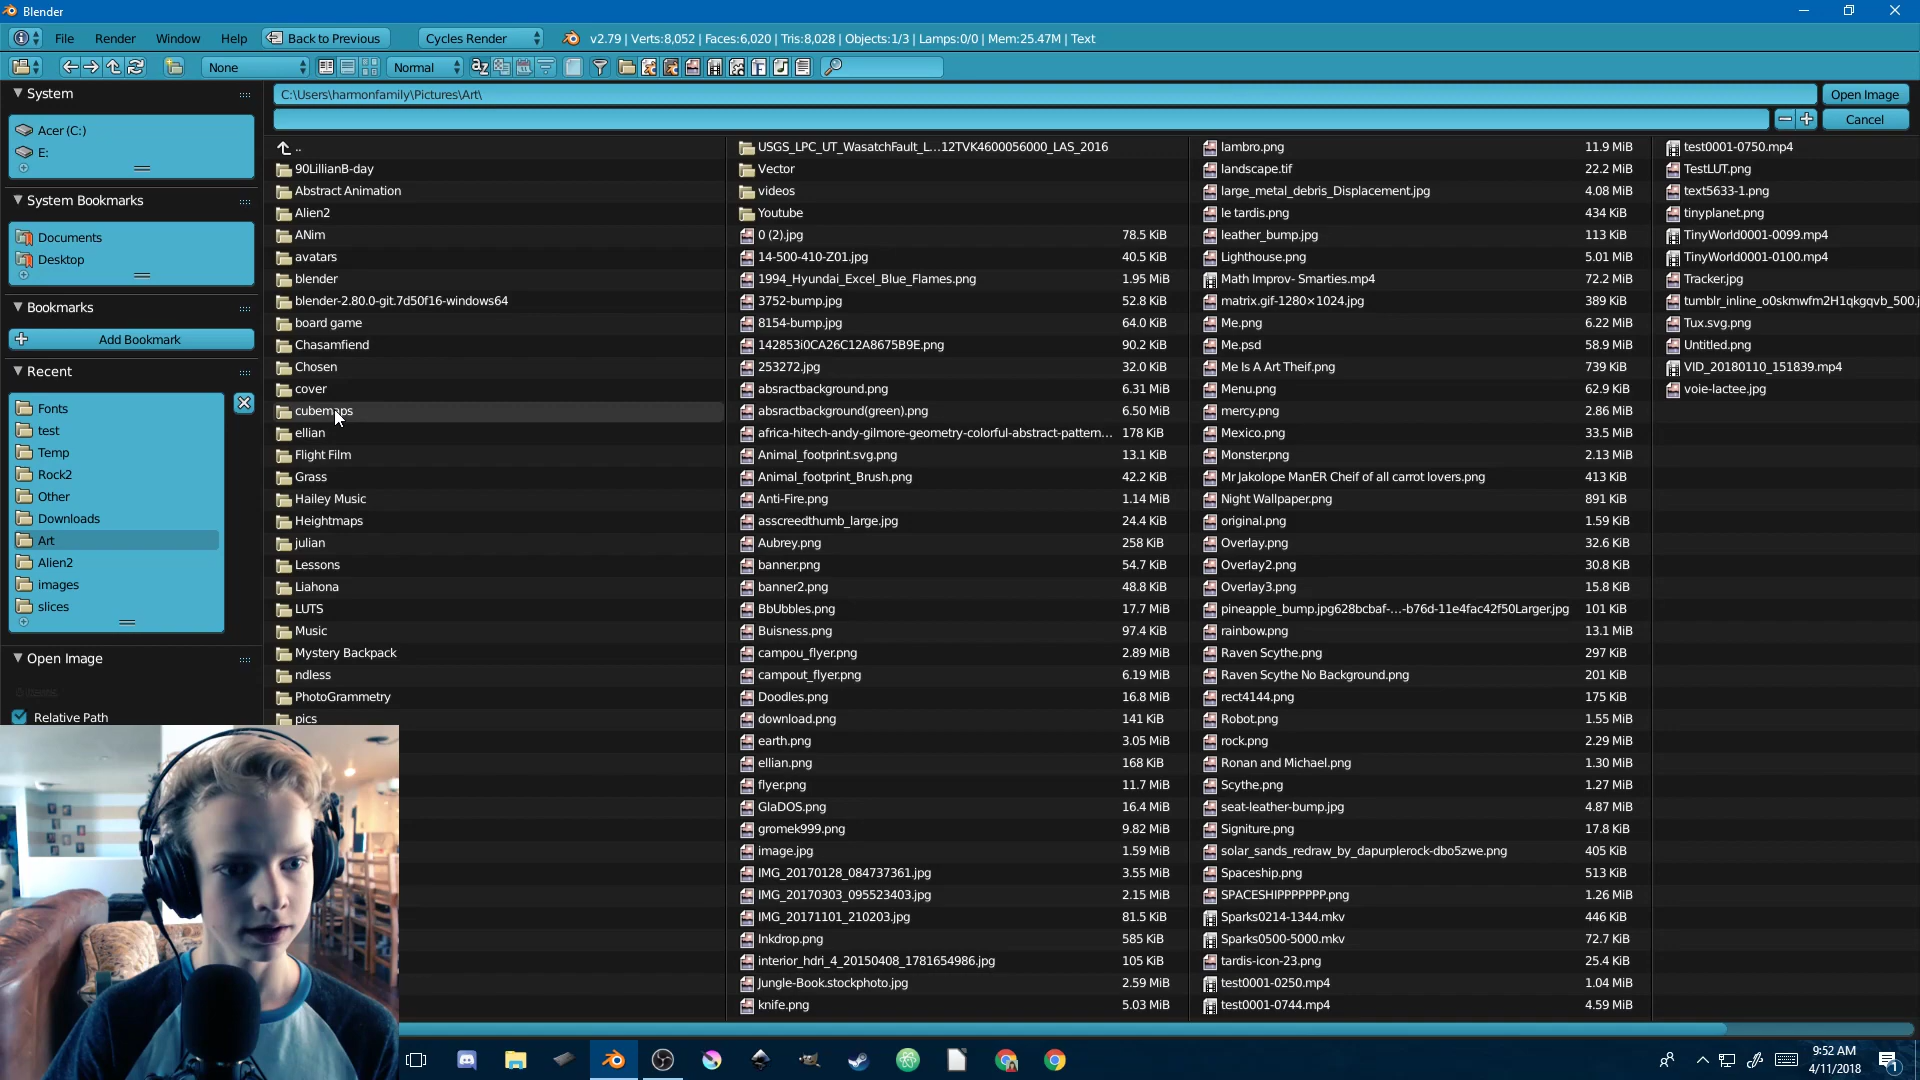 Blender
File Render Window Help Back to Previous Cycles Render v2.79 | Verts:8,052 | Faces:6,020 | Tris:8,028 | Objects:1/3 | Lamps:0/0 | Mem:25.47M | Text
None Normal
System
Acer (C:)
E:
System Bookmarks
Documents
Desktop
Bookmarks
Add Bookmark
Recent
Fonts
test
Temp
Rock2
Other
Downloads
Art
Alien2
images
slices
Open Image
Relative Path
C:\Users\harmonfamily\Pictures\Art\
Open Image
Cancel
..
90LillianB-day
Abstract Animation
Alien2
ANim
avatars
blender
blender-2.80.0-git.7d50f16-windows64
board game
Chasamfiend
Chosen
cover
cubemaps
ellian
Flight Film
Grass
Hailey Music
Heightmaps
julian
Lessons
Liahona
LUTS
Music
Mystery Backpack
ndless
PhotoGrammetry
pics
USGS_LPC_UT_WasatchFault_L...12TVK4600056000_LAS_2016
Vector
videos
Youtube
0 (2).jpg 78.5 KiB
14-500-410-Z01.jpg 40.5 KiB
1994_Hyundai_Excel_Blue_Flames.png 1.95 MiB
3752-bump.jpg 52.8 KiB
8154-bump.jpg 64.0 KiB
142853i0CA26C12A8675B9E.png 90.2 KiB
253272.jpg 32.0 KiB
absractbackground.png 6.31 MiB
absractbackground(green).png 6.50 MiB
africa-hitech-andy-gilmore-geometry-colorful-abstract-pattern... 178 KiB
Animal_footprint.svg.png 13.1 KiB
Animal_footprint_Brush.png 42.2 KiB
Anti-Fire.png 1.14 MiB
asscreedthumb_large.jpg 24.4 KiB
Aubrey.png 258 KiB
banner.png 54.7 KiB
banner2.png 48.8 KiB
BbUbbles.png 17.7 MiB
Buisness.png 97.4 KiB
campou_flyer.png 2.89 MiB
campout_flyer.png 6.19 MiB
Doodles.png 16.8 MiB
download.png 141 KiB
earth.png 3.05 MiB
ellian.png 168 KiB
flyer.png 11.7 MiB
GlaDOS.png 16.4 MiB
gromek999.png 9.82 MiB
image.jpg 1.59 MiB
IMG_20170128_084737361.jpg 3.55 MiB
IMG_20170303_095523403.jpg 2.15 MiB
IMG_20171101_210203.jpg 81.5 KiB
Inkdrop.png 585 KiB
interior_hdri_4_20150408_1781654986.jpg 105 KiB
Jungle-Book.stockphoto.jpg 2.59 MiB
knife.png 5.03 MiB
lambro.png 11.9 MiB
landscape.tif 22.2 MiB
large_metal_debris_Displacement.jpg 4.08 MiB
le tardis.png 434 KiB
leather_bump.jpg 113 KiB
Lighthouse.png 5.01 MiB
Math Improv- Smarties.mp4 72.2 MiB
matrix.gif-1280×1024.jpg 389 KiB
Me.png 6.22 MiB
Me.psd 58.9 MiB
Me Is A Art Theif.png 739 KiB
Menu.png 62.9 KiB
mercy.png 2.86 MiB
Mexico.png 33.5 MiB
Monster.png 2.13 MiB
Mr Jakolope ManER Cheif of all carrot lovers.png 413 KiB
Night Wallpaper.png 891 KiB
original.png 1.59 KiB
Overlay.png 32.6 KiB
Overlay2.png 30.8 KiB
Overlay3.png 15.8 KiB
pineapple_bump.jpg628bcbaf-...-b76d-11e4fac42f50Larger.jpg 101 KiB
rainbow.png 13.1 MiB
Raven Scythe.png 297 KiB
Raven Scythe No Background.png 201 KiB
rect4144.png 175 KiB
Robot.png 1.55 MiB
rock.png 2.29 MiB
Ronan and Michael.png 1.30 MiB
Scythe.png 1.27 MiB
seat-leather-bump.jpg 4.87 MiB
Signiture.png 17.8 KiB
solar_sands_redraw_by_dapurplerock-dbo5zwe.png 405 KiB
Spaceship.png 513 KiB
SPACESHIPPPPPPP.png 1.26 MiB
Sparks0214-1344.mkv 446 KiB
Sparks0500-5000.mkv 72.7 KiB
tardis-icon-23.png 25.4 KiB
test0001-0250.mp4 1.04 MiB
test0001-0744.mp4 4.59 MiB
test0001-0750.mp4
TestLUT.png
text5633-1.png
tinyplanet.png
TinyWorld0001-0099.mp4
TinyWorld0001-0100.mp4
Tracker.jpg
tumblr_inline_o0skmwfm2H1qkgqvb_500.j
Tux.svg.png
Untitled.png
VID_20180110_151839.mp4
voie-lactee.jpg
9:52 AM
4/11/2018